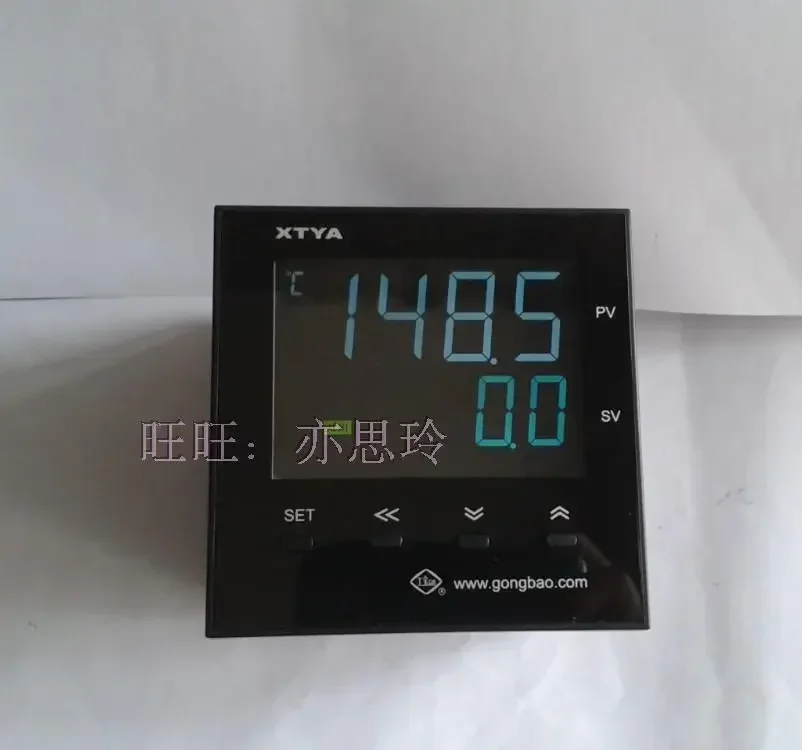 XTYA
℃ 148.5 PV
0.0 SV
旺旺：亦思玲
SET
www.gongbao.com